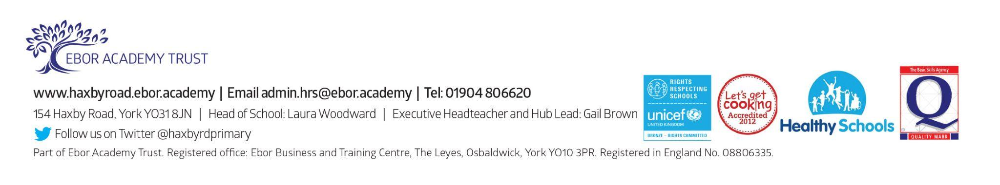 EBOR ACADEMY TRUST
www.haxbyroad.ebor.academy | Email admin.hrs@ebor.academy | Tel: 01904 806620
154 Haxby Road, York YO31 8JN | Head of School: Laura Woodward | Executive Headteacher and Hub Lead: Gail Brown
Follow us on Twitter @haxbyrdprimary
Part of Ebor Academy Trust. Registered office: Ebor Business and Training Centre, The Leyes, Osbaldwick, York YO10 3PR. Registered in England No. 08806335.
RIGHTS
RESPECTING
SCHOOLS
unicef
UNITED KINGDOM
BRONZE – RIGHTS COMMITTED
Let's get
cooking
Accredited
2012
Healthy Schools
The Basic Skills Agency
Q
QUALITY MARK